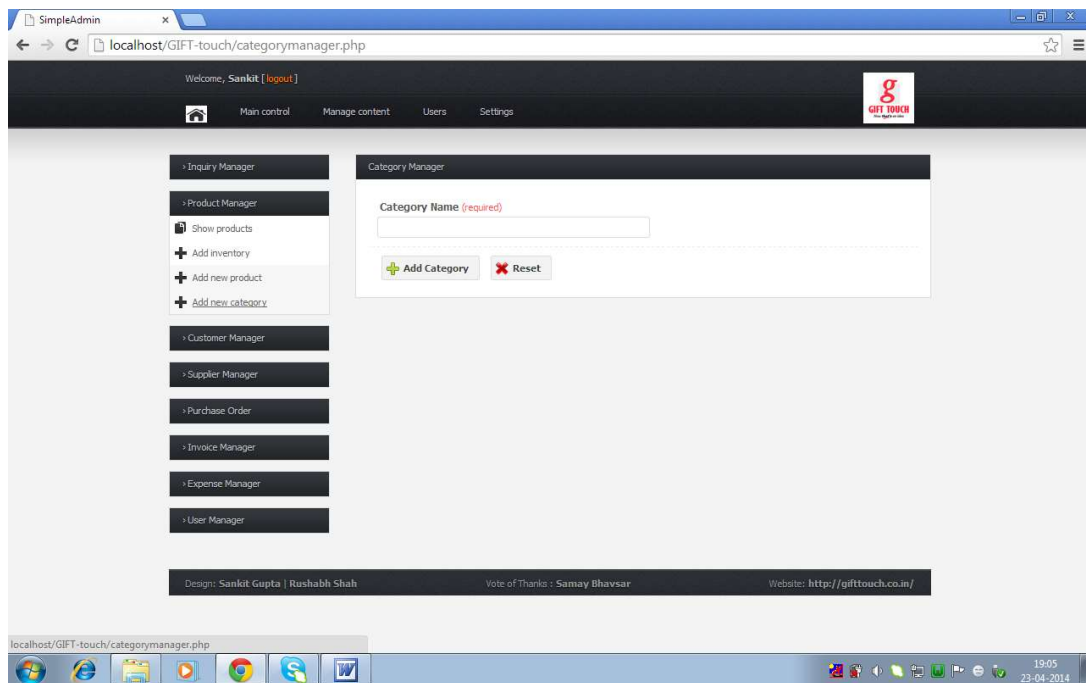 SimpleAdmin
localhost/GIFT-touch/categorymanager.php
Welcome, Sankit [ logout ]
Main control Manage content Users Settings
g
GIFT TOUCH
› Inquiry Manager
› Product Manager
Show products
Add inventory
Add new product
Add new category
› Customer Manager
› Supplier Manager
› Purchase Order
› Invoice Manager
› Expense Manager
› User Manager
Category Manager
Category Name (required)
Add Category Reset
Design: Sankit Gupta | Rushabh Shah Vote of Thanks : Samay Bhavsar Website: http://gifttouch.co.in/
localhost/GIFT-touch/categorymanager.php
19:05
23-04-2014